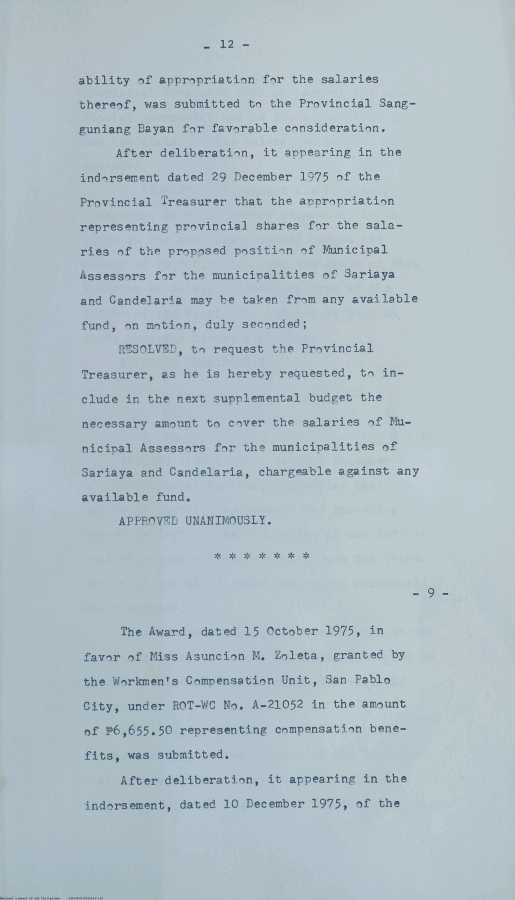 - 12 -
ability of appropriation for the salaries
thereof, was submitted to the Provincial Sang-
guniang Bayan for favorable consideration.
After deliberation, it appearing in the
indorsement dated 29 December 1975 of the
Provincial Treasurer that the appropriation
representing provincial shares for the sala-
ries of the proposed position of Municipal
Assessors for the municipalities of Sariaya
and Candelaria may be taken from any available
fund, on motion, duly seconded;
RESOLVED, to request the Provincial
Treasurer, as he is hereby requested, to in-
clude in the next supplemental budget the
necessary amount to cover the salaries of Mu-
nicipal Assessors for the municipalities of
Sariaya and Candelaria, chargeable against any
available fund.
APPROVED UNANIMOUSLY.
* * * * * * *
- 9 -
The Award, dated 15 October 1975, in
favor of Miss Asuncion M. Zoleta, granted by
the Workmen's Compensation Unit, San Pablo
City, under ROT-WC No. A-21052 in the amount
of ₱6,655.50 representing compensation bene-
fits, was submitted.
After deliberation, it appearing in the
indorsement, dated 10 December 1975, of the